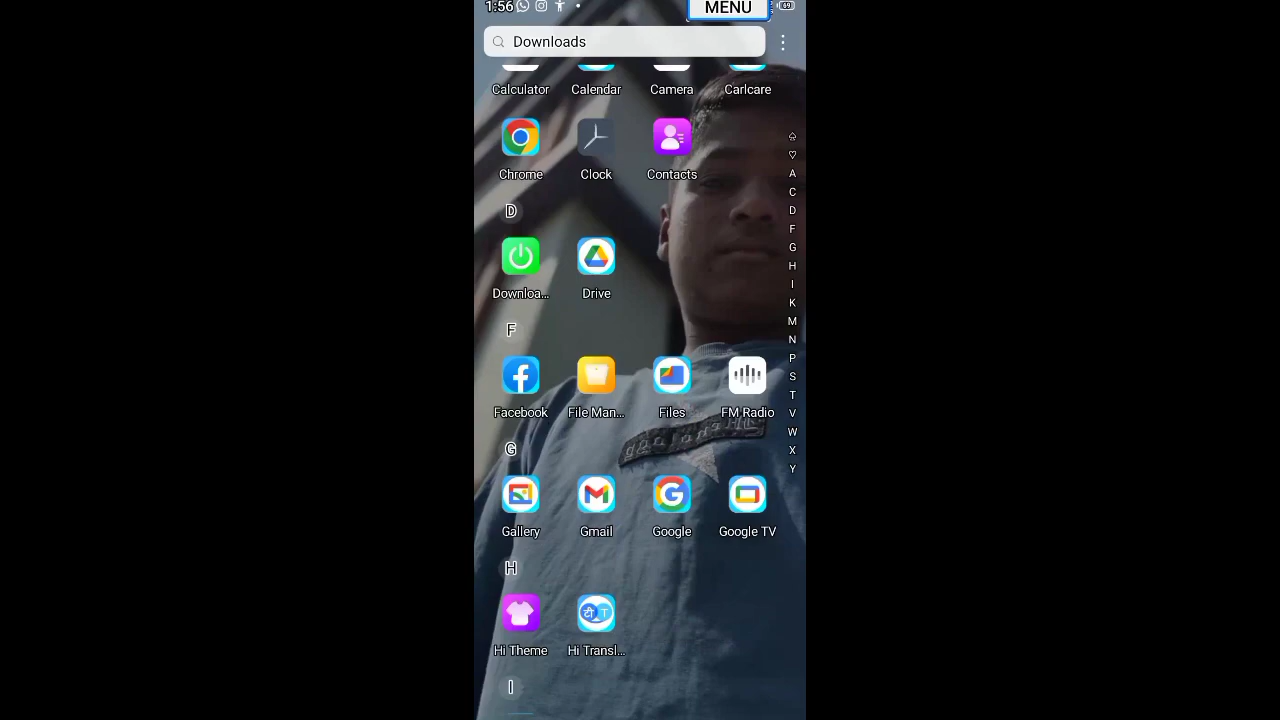 1:56 MENU 69
Downloads
Calculator Calendar Camera Carlcare
Chrome Clock Contacts
D
Downloa... Drive
F
Facebook File Man... Files FM Radio
G
Gallery Gmail Google Google TV
H
Hi Theme Hi Transl...
I
A
C
D
F
G
H
I
K
M
N
P
S
T
V
W
X
Y